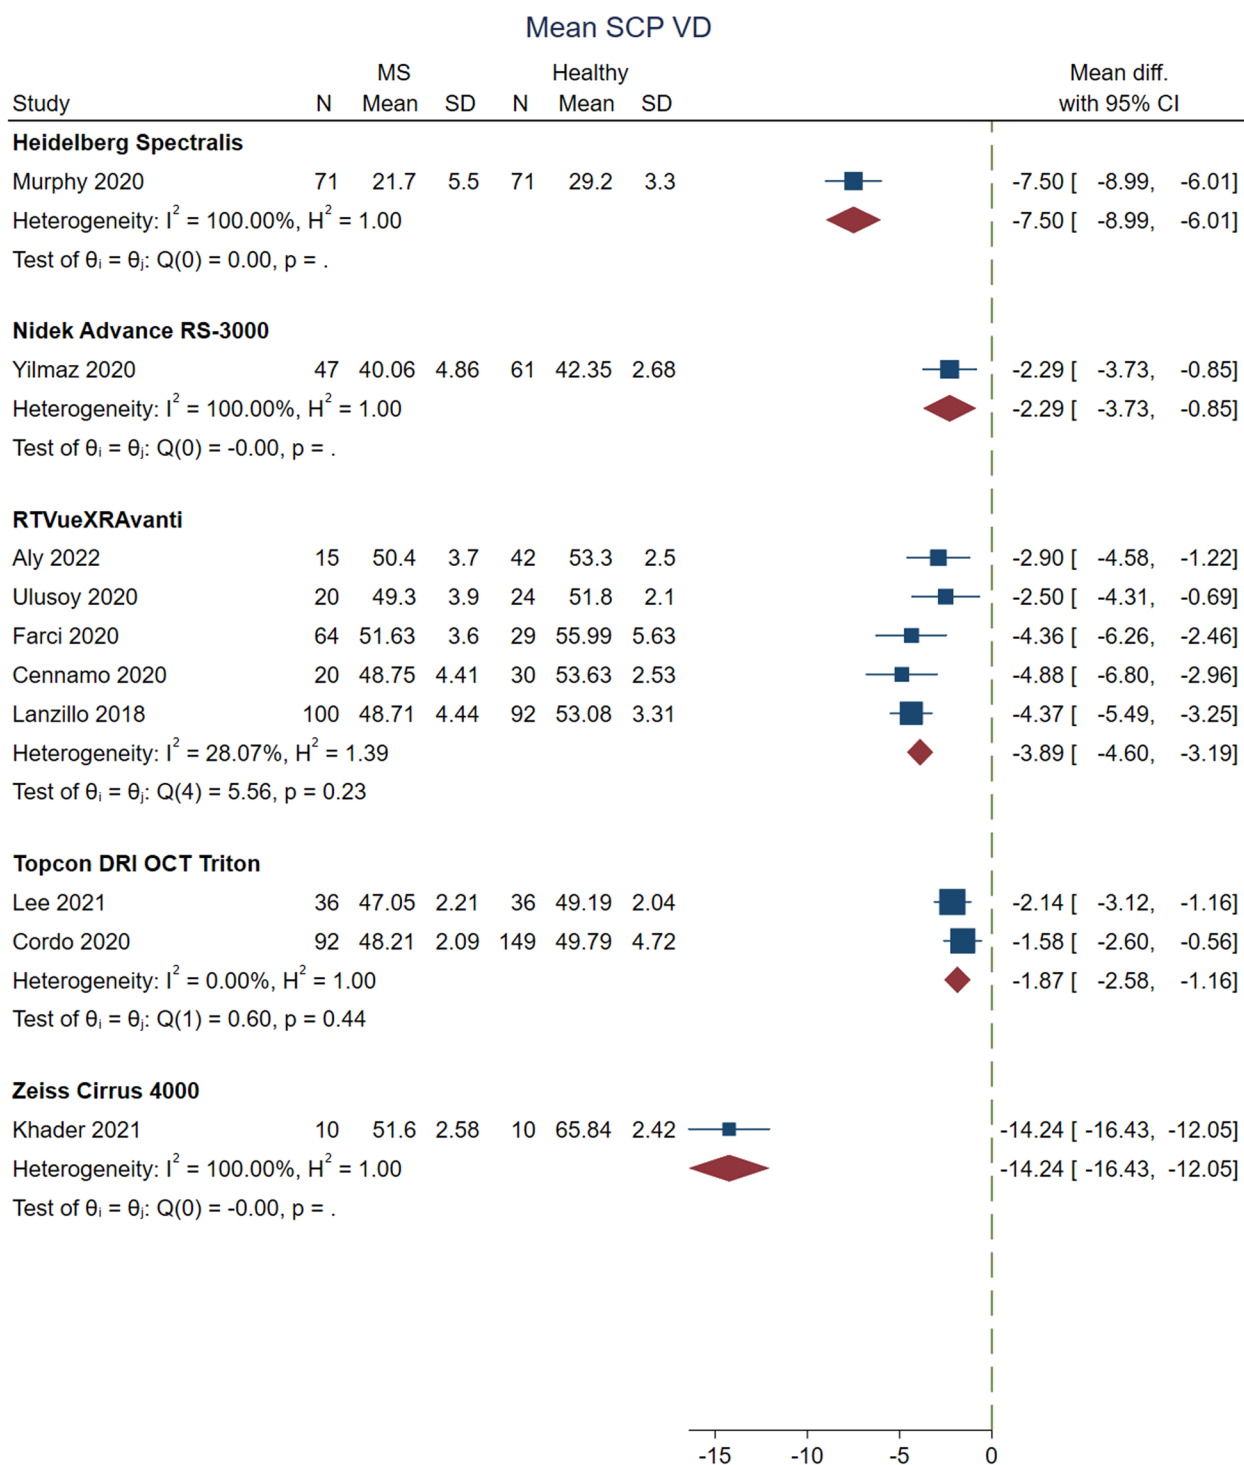 Mean SCP VD
MS Healthy Mean diff.
Study N Mean SD N Mean SD with 95% CI
Heidelberg Spectralis
Murphy 2020 71 21.7 5.5 71 29.2 3.3 -7.50 [ -8.99, -6.01]
Heterogeneity: I² = 100.00%, H² = 1.00 -7.50 [ -8.99, -6.01]
Test of θᵢ = θⱼ: Q(0) = 0.00, p = .
Nidek Advance RS-3000
Yilmaz 2020 47 40.06 4.86 61 42.35 2.68 -2.29 [ -3.73, -0.85]
Heterogeneity: I² = 100.00%, H² = 1.00 -2.29 [ -3.73, -0.85]
Test of θᵢ = θⱼ: Q(0) = -0.00, p = .
RTVueXRAvanti
Aly 2022 15 50.4 3.7 42 53.3 2.5 -2.90 [ -4.58, -1.22]
Ulusoy 2020 20 49.3 3.9 24 51.8 2.1 -2.50 [ -4.31, -0.69]
Farci 2020 64 51.63 3.6 29 55.99 5.63 -4.36 [ -6.26, -2.46]
Cennamo 2020 20 48.75 4.41 30 53.63 2.53 -4.88 [ -6.80, -2.96]
Lanzillo 2018 100 48.71 4.44 92 53.08 3.31 -4.37 [ -5.49, -3.25]
Heterogeneity: I² = 28.07%, H² = 1.39 -3.89 [ -4.60, -3.19]
Test of θᵢ = θⱼ: Q(4) = 5.56, p = 0.23
Topcon DRI OCT Triton
Lee 2021 36 47.05 2.21 36 49.19 2.04 -2.14 [ -3.12, -1.16]
Cordo 2020 92 48.21 2.09 149 49.79 4.72 -1.58 [ -2.60, -0.56]
Heterogeneity: I² = 0.00%, H² = 1.00 -1.87 [ -2.58, -1.16]
Test of θᵢ = θⱼ: Q(1) = 0.60, p = 0.44
Zeiss Cirrus 4000
Khader 2021 10 51.6 2.58 10 65.84 2.42 -14.24 [ -16.43, -12.05]
Heterogeneity: I² = 100.00%, H² = 1.00 -14.24 [ -16.43, -12.05]
Test of θᵢ = θⱼ: Q(0) = -0.00, p = .
-15 -10 -5 0